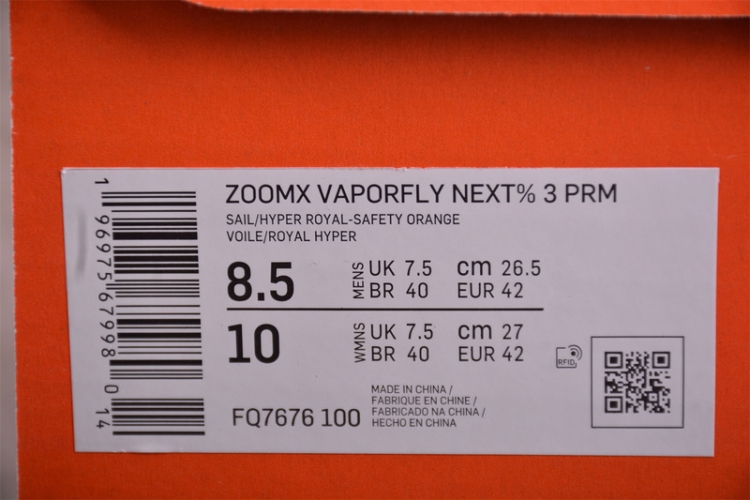 ZOOMX VAPORFLY NEXT% 3 PRM
SAIL/HYPER ROYAL-SAFETY ORANGE
VOILE/ROYAL HYPER
8.5 MENS UK 7.5 cm 26.5
BR 40 EUR 42
10 WMNS UK 7.5 cm 27
BR 40 EUR 42
RFID
FQ7676 100
MADE IN CHINA /
FABRIQUE EN CHINE /
FABRICADO NA CHINA /
HECHO EN CHINA
1 96975 67998 0 14